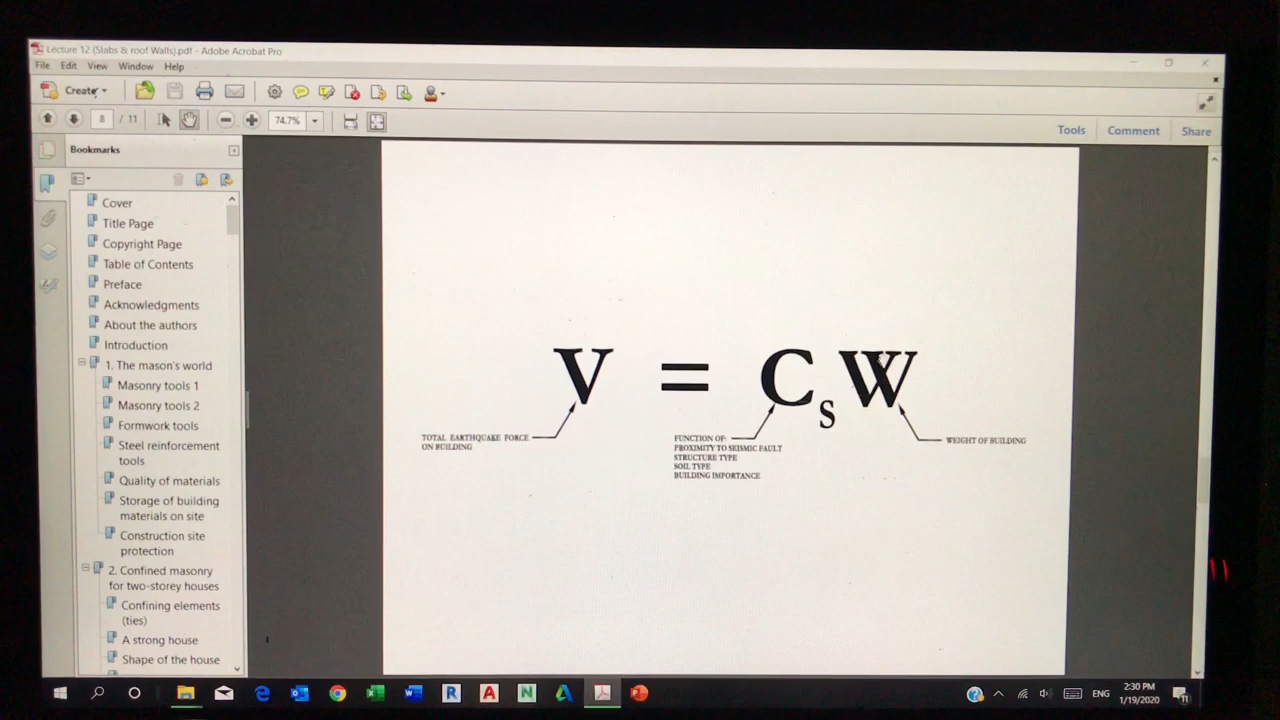 Lecture 12 (Slabs & roof Walls).pdf - Adobe Acrobat Pro
File Edit View Window Help
Create
8 / 11 74.7% Tools Comment Share
Bookmarks
Cover
Title Page
Copyright Page
Table of Contents
Preface
Acknowledgments
About the authors
Introduction
1. The mason's world
Masonry tools 1
Masonry tools 2
Formwork tools
Steel reinforcement
tools
Quality of materials
Storage of building
materials on site
Construction site
protection
2. Confined masonry
for two-storey houses
Confining elements
(ties)
A strong house
Shape of the house
V = CsW
TOTAL EARTHQUAKE FORCE
ON BUILDING
FUNCTION OF:
PROXIMITY TO SEISMIC FAULT
STRUCTURE TYPE
SOIL TYPE
BUILDING IMPORTANCE
WEIGHT OF BUILDING
ENG
2:30 PM
1/19/2020
11